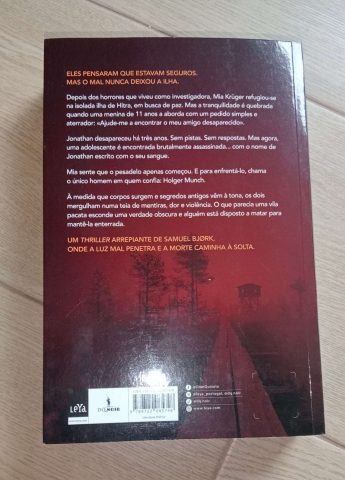 ELES PENSARAM QUE ESTAVAM SEGUROS.
MAS O MAL NUNCA DEIXOU A ILHA.
Depois dos horrores que viveu como investigadora, Mia Krüger refugiou-se
na isolada ilha de Hitra, em busca de paz. Mas a tranquilidade é quebrada
quando uma menina de 11 anos a aborda com um pedido simples e
aterrador: «Ajuda-me a encontrar o meu amigo desaparecido».
Jonathan desapareceu há três anos. Sem pistas. Sem respostas. Mas agora,
uma adolescente é encontrada brutalmente assassinada... com o nome de
Jonathan escrito com o seu sangue.
Mia sente que o pesadelo apenas começou. E para enfrentá-lo, chama
o único homem em quem confia: Holger Munch.
À medida que corpos surgem e segredos antigos vêm à tona, os dois
mergulham numa teia de mentiras, dor e violência. O que parecia uma vila
pacata esconde uma verdade obscura e alguém está disposto a matar para
mantê-la enterrada.
UM THRILLER ARREPIANTE DE SAMUEL BJØRK,
ONDE A LUZ MAL PENETRA E A MORTE CAMINHA À SOLTA.
leYa
www.leya.com